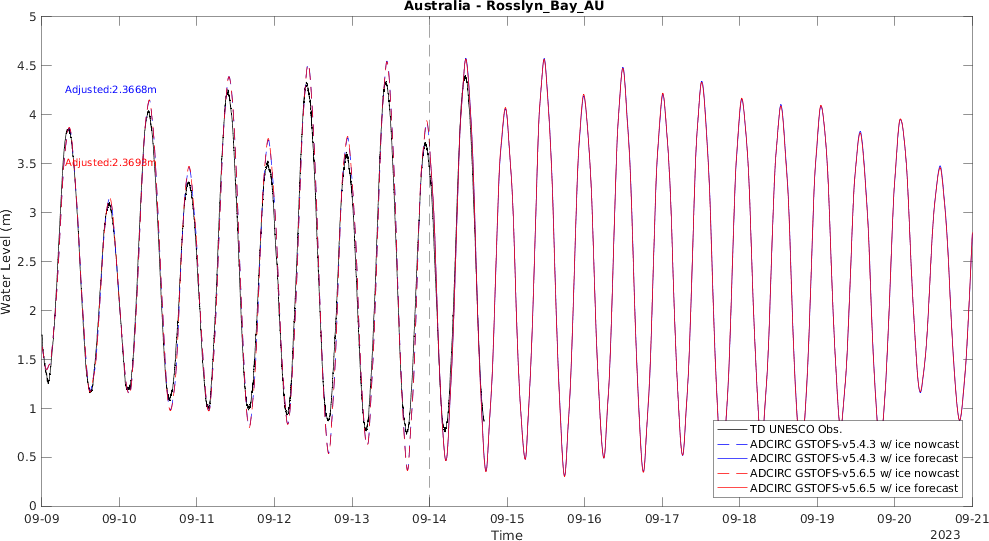 Australia - Rosslyn_Bay_AU
5
4.5
4
3.5
3
2.5
2
1.5
1
0.5
0
Water Level (m)
Adjusted:2.3668m
Adjusted:2.3693m
TD UNESCO Obs.
ADCIRC GSTOFS-v5.4.3 w/ ice nowcast
ADCIRC GSTOFS-v5.4.3 w/ ice forecast
ADCIRC GSTOFS-v5.6.5 w/ ice nowcast
ADCIRC GSTOFS-v5.6.5 w/ ice forecast
09-09 09-10 09-11 09-12 09-13 09-14 09-15 09-16 09-17 09-18 09-19 09-20 09-21
Time
2023